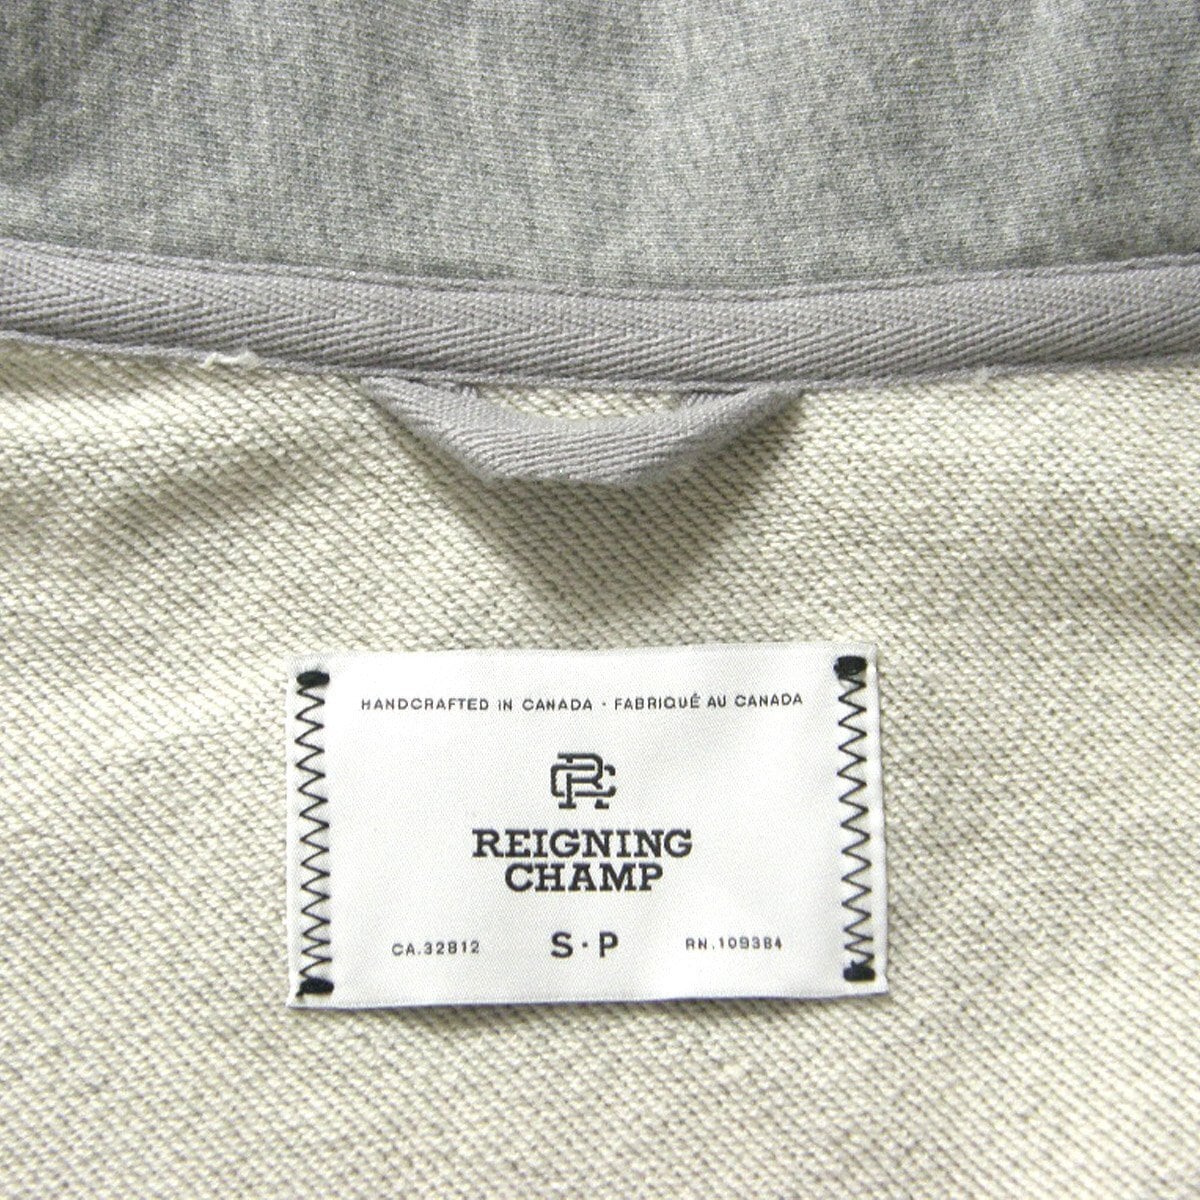 HANDCRAFTED IN CANADA · FABRIQUÉ AU CANADA
RC
REIGNING
CHAMP
CA.32812 S·P RN.109384